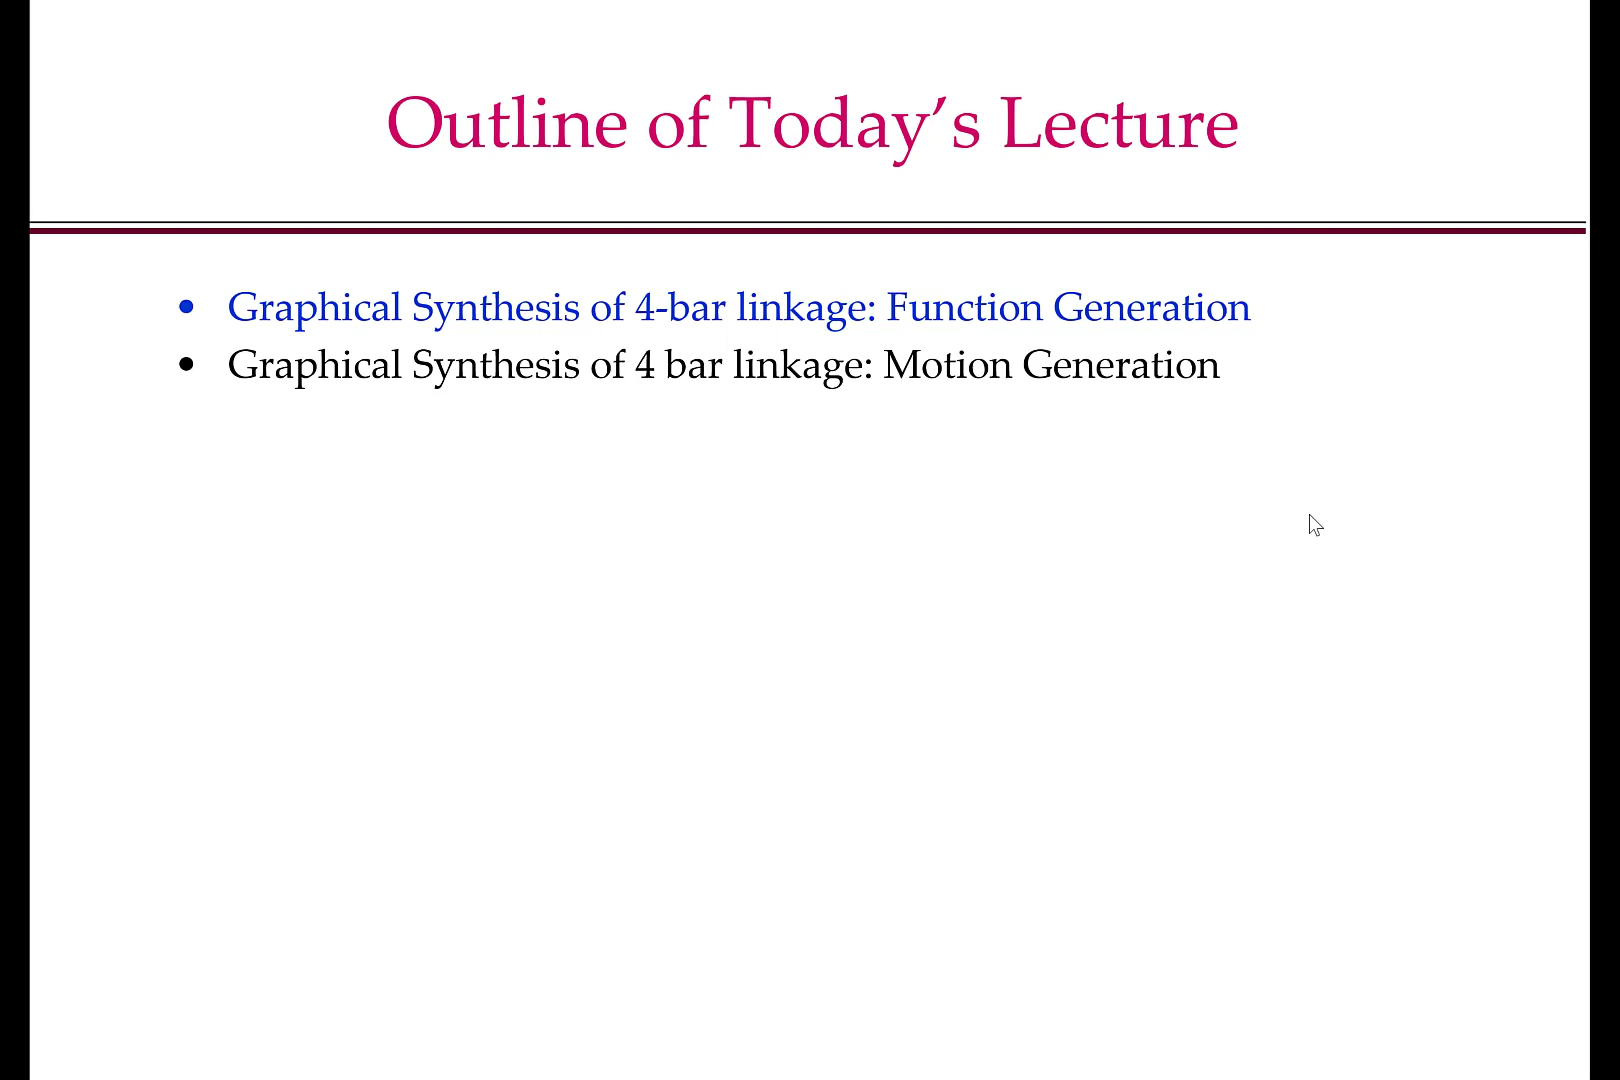 Outline of Today’s Lecture
• Graphical Synthesis of 4-bar linkage: Function Generation
• Graphical Synthesis of 4 bar linkage: Motion Generation